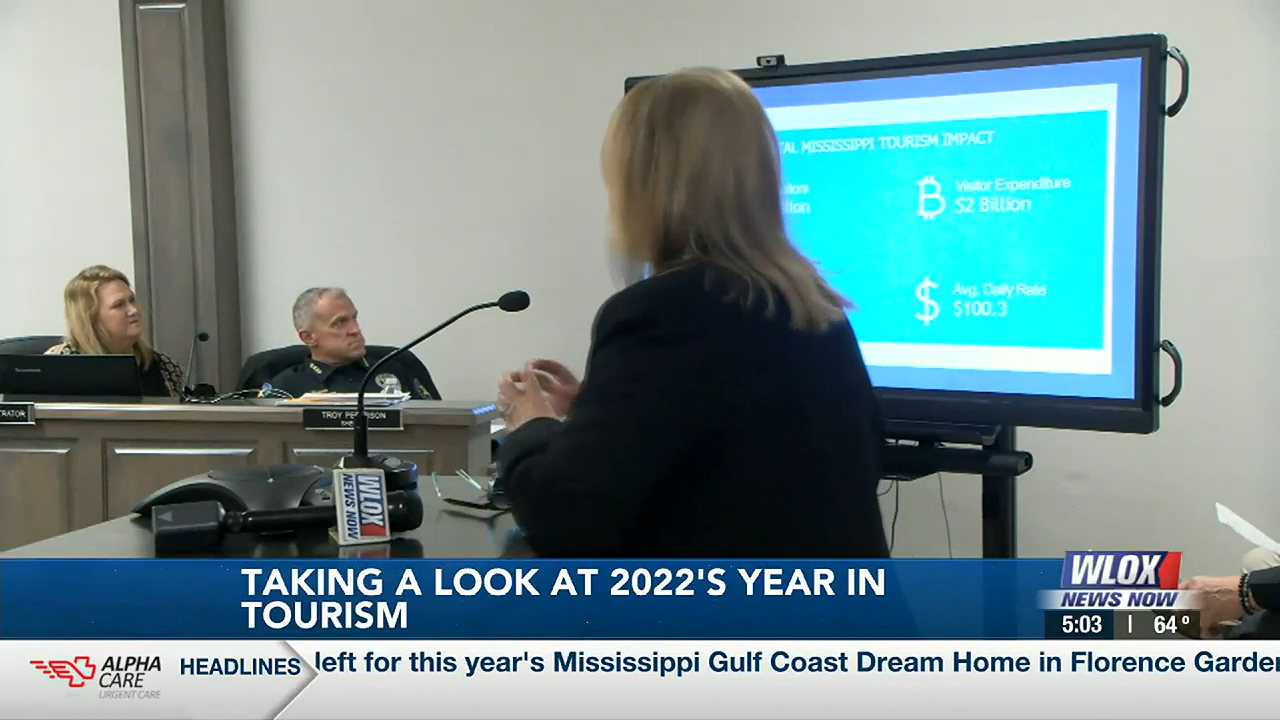 TAL MISSISSIPPI TOURISM IMPACT
Visitor Expenditure
$2 Billion
Avg. Daily Rate
$100.3
TRATOR
TROY
WLOX
NEWS NOW
TAKING A LOOK AT 2022'S YEAR IN
TOURISM
WLOX
NEWS NOW
5:03 | 64°
ALPHA
CARE
URGENT CARE
HEADLINES
left for this year's Mississippi Gulf Coast Dream Home in Florence Garden